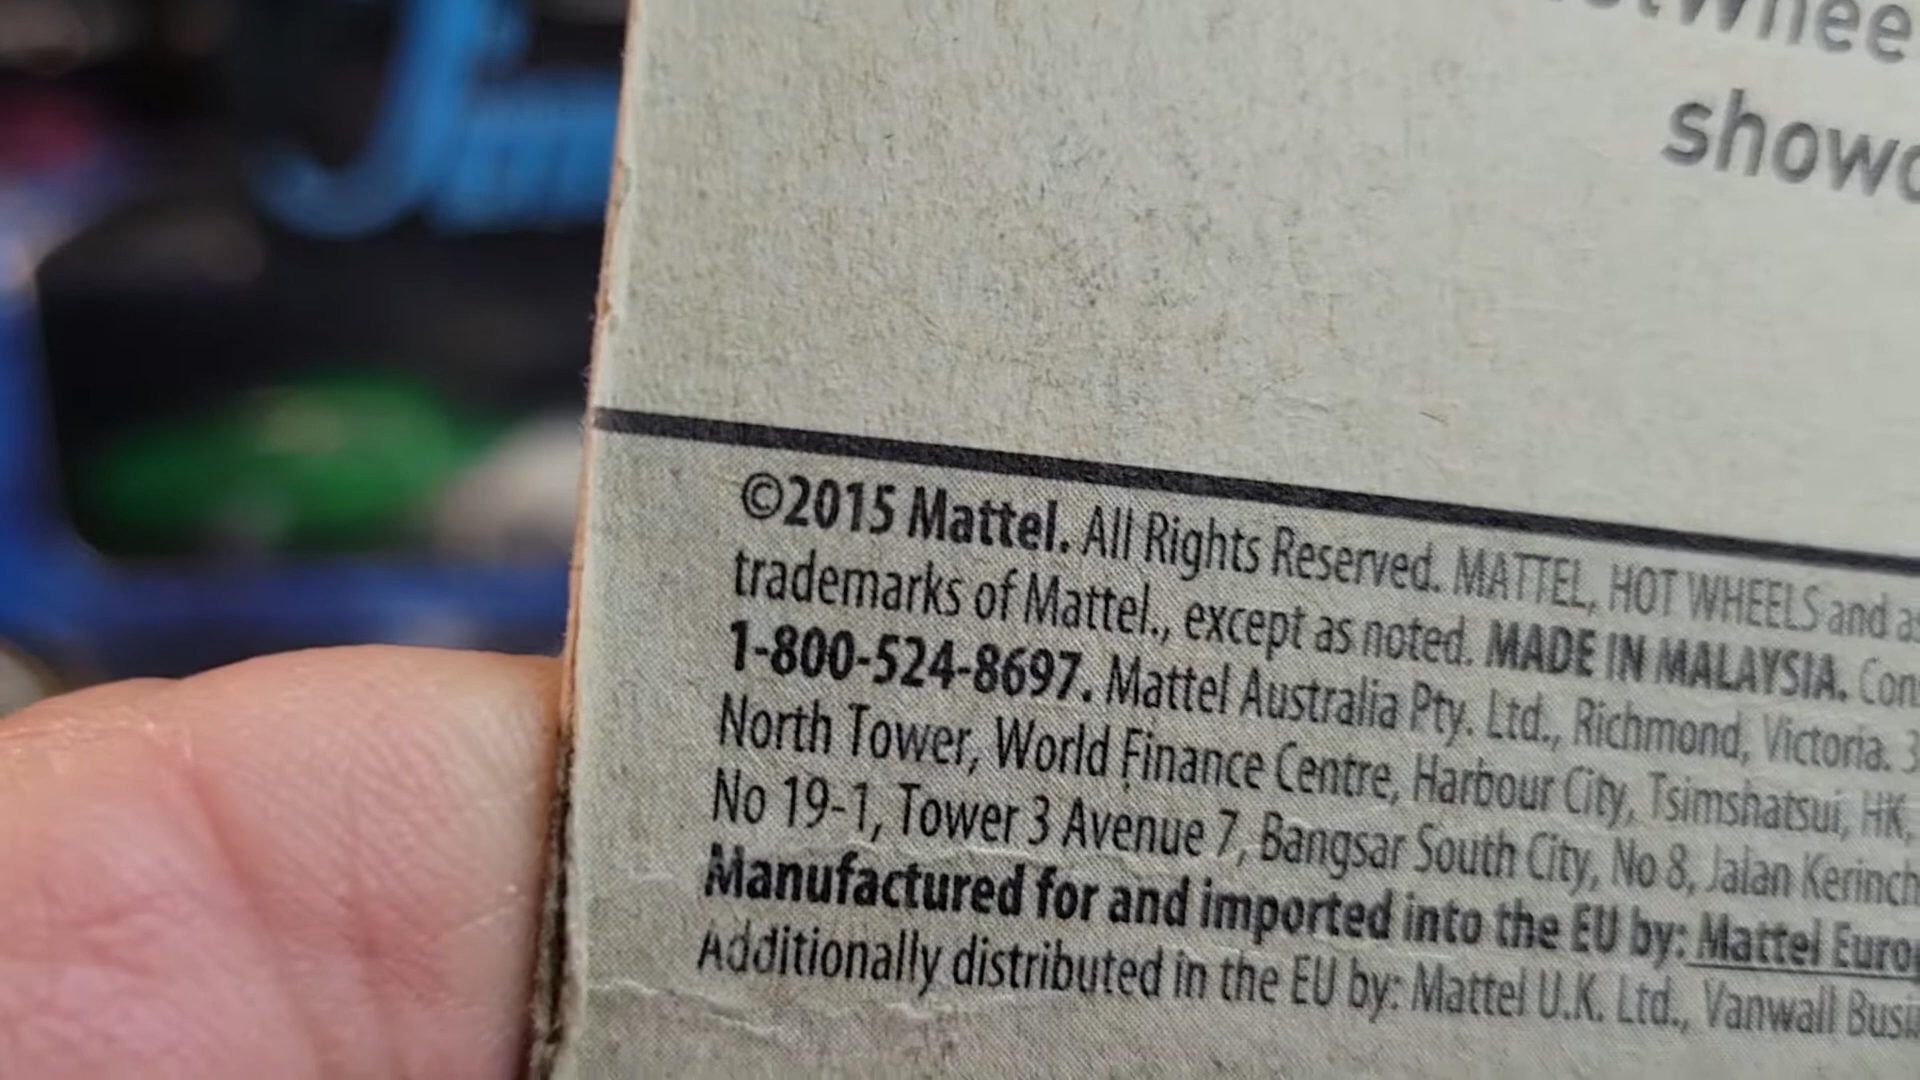 showc
©2015 Mattel. All Rights Reserved. MATTEL, HOT WHEELS and as
trademarks of Mattel., except as noted. MADE IN MALAYSIA. Con
1-800-524-8697. Mattel Australia Pty. Ltd., Richmond, Victoria. 3
North Tower, World Finance Centre, Harbour City, Tsimshatsui, HK,
No 19-1, Tower 3 Avenue 7, Bangsar South City, No 8, Jalan Kerinch
Manufactured for and imported into the EU by: Mattel Europ
Additionally distributed in the EU by: Mattel U.K. Ltd., Vanwall Busi